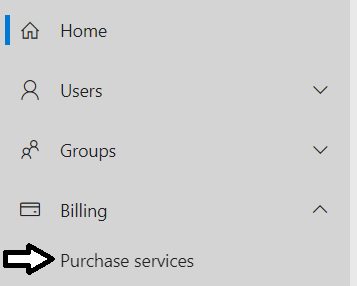 Home
Users
Groups
Billing
Purchase services